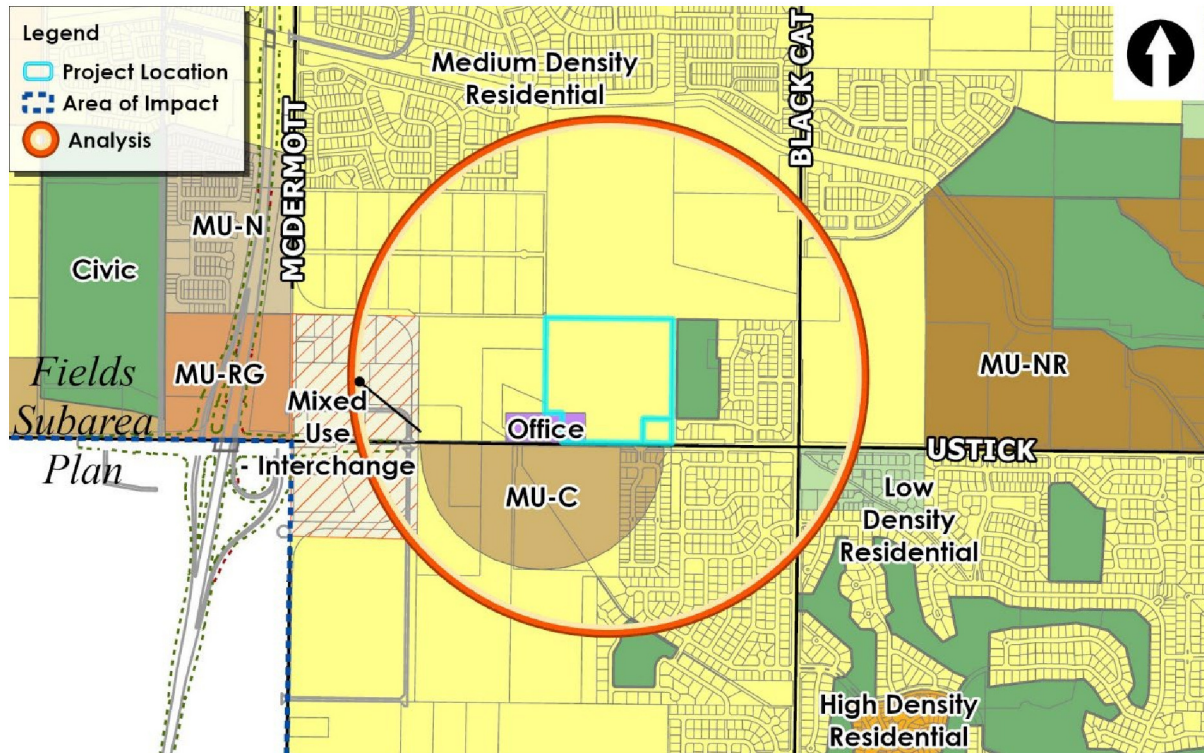 Legend
Project Location
Area of Impact
Analysis
Medium Density
Residential
BLACK CAT
MCDERMOTT
MU-N
Civic
MU-RG
Fields
Subarea
Plan
Mixed
Use
- Interchange
Office
MU-C
MU-NR
USTICK
Low
Density
Residential
High Density
Residential